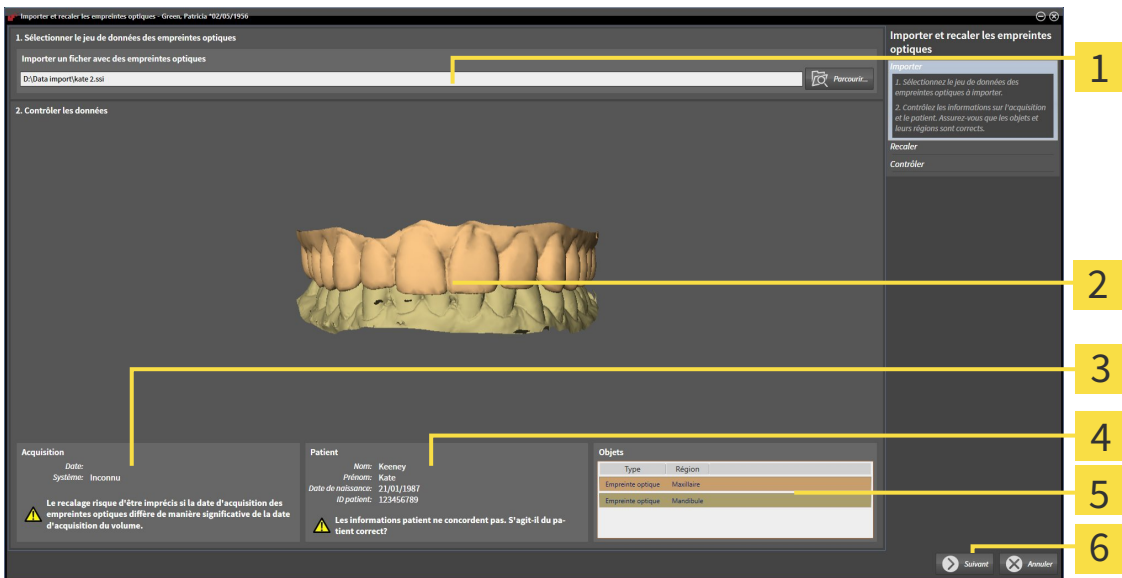 Importer et recaler les empreintes optiques - Green, Patricia *02/05/1956
1. Sélectionner le jeu de données des empreintes optiques
Importer un ficher avec des empreintes optiques
D:\Data import\kate 2.ssi
Parcourir...
2. Contrôler les données
Acquisition
Date:
Système: Inconnu
Le recalage risque d'être imprécis si la date d'acquisition des
empreintes optiques diffère de manière significative de la date
d'acquisition du volume.
Patient
Nom: Keeney
Prénom: Kate
Date de naissance: 21/01/1987
ID patient: 123456789
Les informations patient ne concordent pas. S'agit-il du pa-
tient correct?
Objets
Type Région
Empreinte optique Maxillaire
Empreinte optique Mandibule
Importer et recaler les empreintes
optiques
Importer
1. Sélectionnez le jeu de données des
empreintes optiques à importer.
2. Contrôlez les informations sur l'acquisition
et le patient. Assurez-vous que les objets et
leurs régions sont corrects.
Recaler
Contrôler
Suivant
Annuler
1
2
3
4
5
6